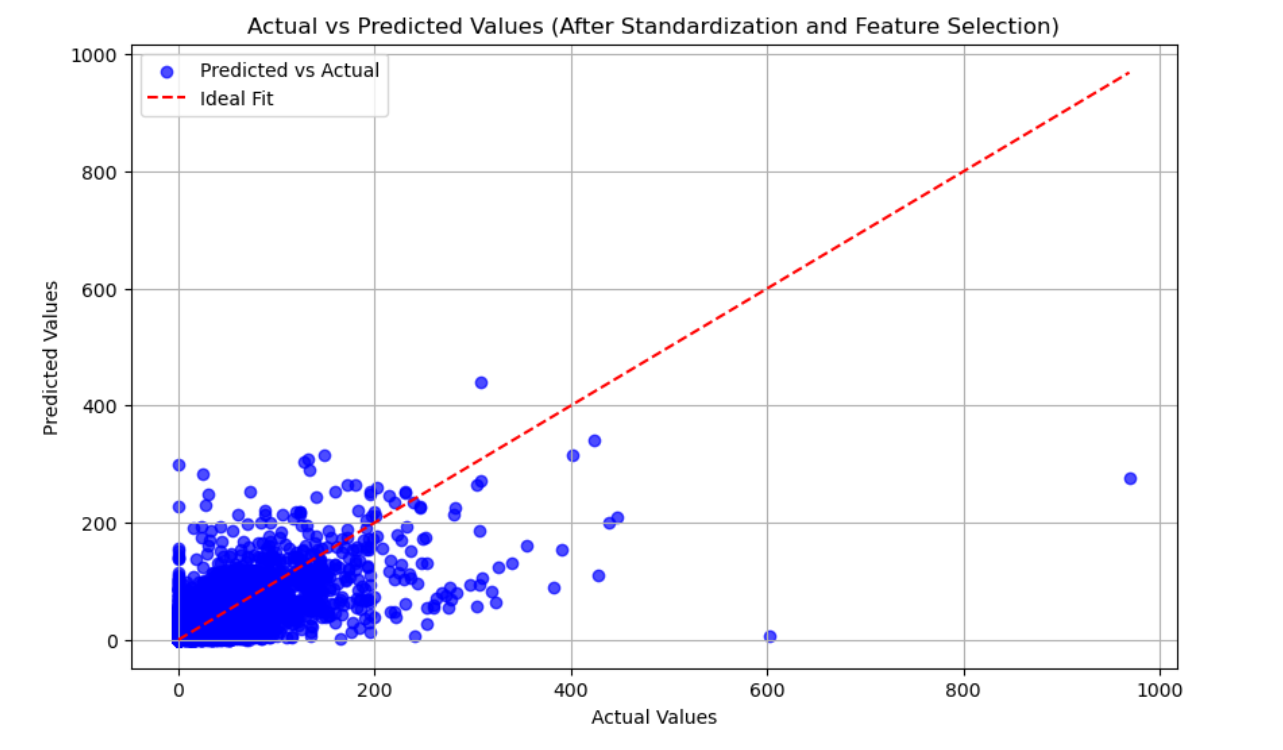 Actual vs Predicted Values (After Standardization and Feature Selection)
Predicted vs Actual
Ideal Fit
1000
800
600
400
200
0
Predicted Values
0 200 400 600 800 1000
Actual Values